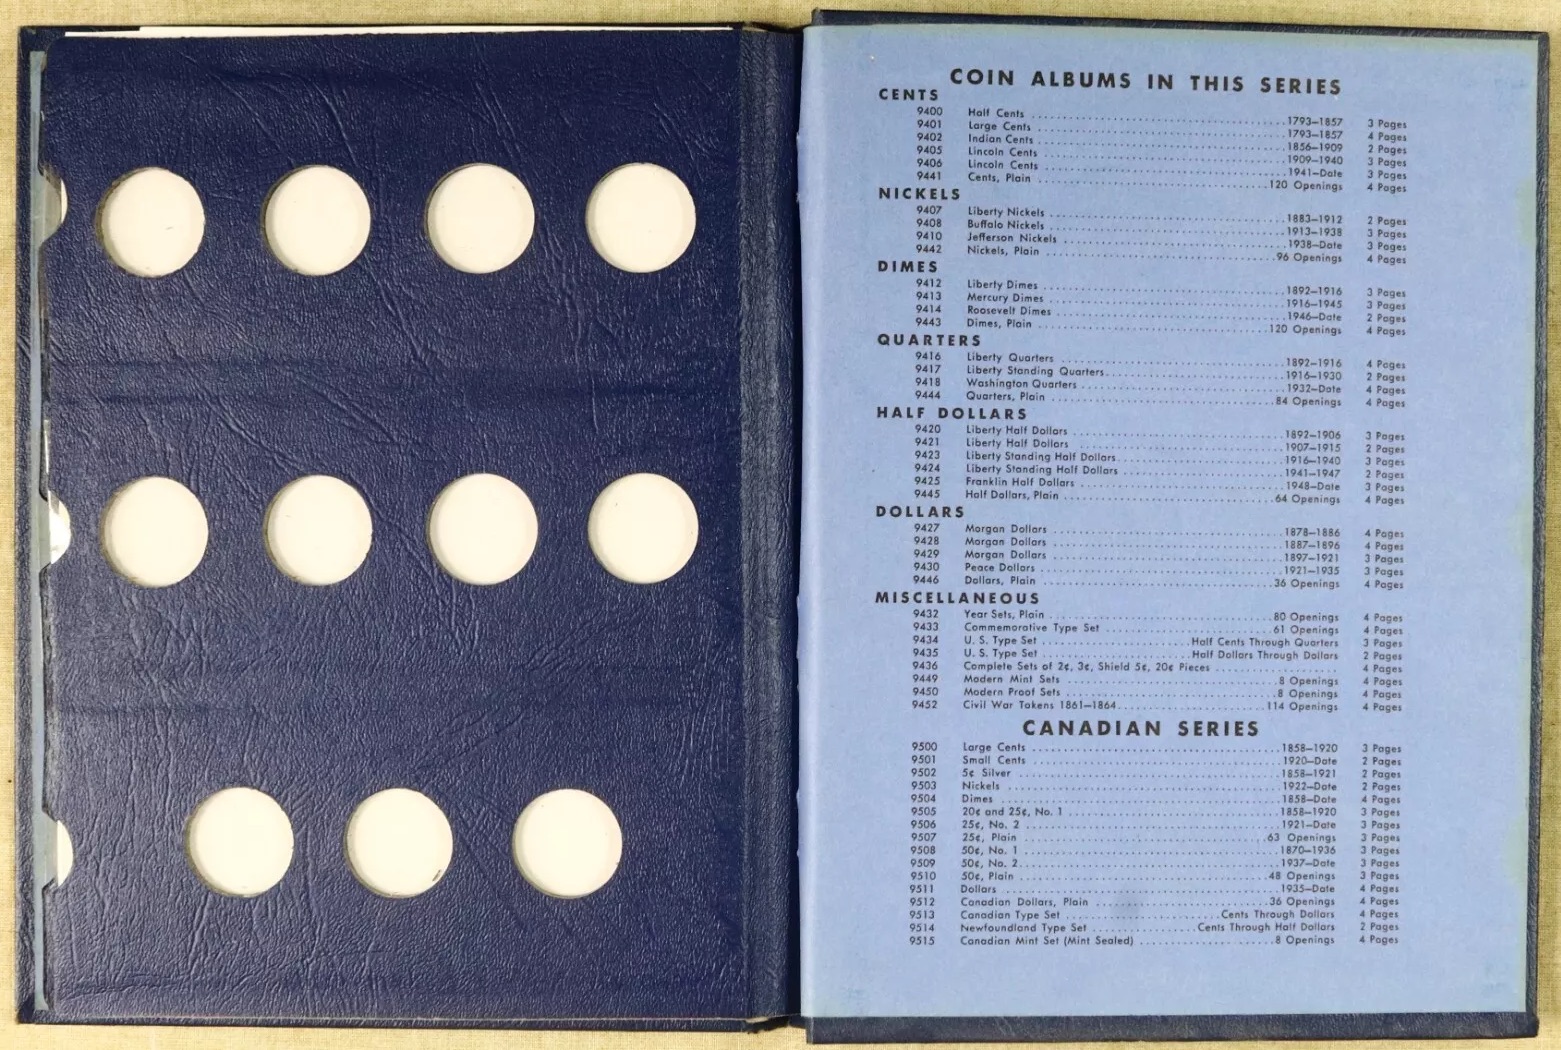 COIN ALBUMS IN THIS SERIES
CENTS
9400 Half Cents 1793–1857 3 Pages
9401 Large Cents 1793–1857 4 Pages
9402 Indian Cents 1856–1909 2 Pages
9405 Lincoln Cents 1909–1940 3 Pages
9406 Lincoln Cents 1941–Date 3 Pages
9441 Cents, Plain 120 Openings 4 Pages
NICKELS
9407 Liberty Nickels 1883–1912 2 Pages
9408 Buffalo Nickels 1913–1938 3 Pages
9410 Jefferson Nickels 1938–Date 3 Pages
9442 Nickels, Plain 96 Openings 4 Pages
DIMES
9412 Liberty Dimes 1892–1916 3 Pages
9413 Mercury Dimes 1916–1945 3 Pages
9414 Roosevelt Dimes 1946–Date 2 Pages
9443 Dimes, Plain 120 Openings 4 Pages
QUARTERS
9416 Liberty Quarters 1892–1916 4 Pages
9417 Liberty Standing Quarters 1916–1930 2 Pages
9418 Washington Quarters 1932–Date 4 Pages
9444 Quarters, Plain 84 Openings 4 Pages
HALF DOLLARS
9420 Liberty Half Dollars 1892–1906 3 Pages
9421 Liberty Half Dollars 1907–1915 2 Pages
9423 Liberty Standing Half Dollars 1916–1940 3 Pages
9424 Liberty Standing Half Dollars 1941–1947 2 Pages
9425 Franklin Half Dollars 1948–Date 3 Pages
9445 Half Dollars, Plain 64 Openings 4 Pages
DOLLARS
9427 Morgan Dollars 1878–1886 4 Pages
9428 Morgan Dollars 1887–1896 4 Pages
9429 Morgan Dollars 1897–1921 3 Pages
9430 Peace Dollars 1921–1935 3 Pages
9446 Dollars, Plain 36 Openings 4 Pages
MISCELLANEOUS
9432 Year Sets, Plain 80 Openings 4 Pages
9433 Commemorative Type Set 61 Openings 4 Pages
9434 U. S. Type Set Half Cents Through Quarters 3 Pages
9435 U. S. Type Set Half Dollars Through Dollars 2 Pages
9436 Complete Sets of 2¢, 3¢, Shield 5¢, 20¢ Pieces 4 Pages
9449 Modern Mint Sets 8 Openings 4 Pages
9450 Modern Proof Sets 8 Openings 4 Pages
9452 Civil War Tokens 1861–1864 114 Openings 4 Pages
CANADIAN SERIES
9500 Large Cents 1858–1920 3 Pages
9501 Small Cents 1920–Date 2 Pages
9502 5¢ Silver 1858–1921 2 Pages
9503 Nickels 1922–Date 2 Pages
9504 Dimes 1858–Date 4 Pages
9505 20¢ and 25¢, No. 1 1858–1920 3 Pages
9506 25¢, No. 2 1921–Date 3 Pages
9507 25¢, Plain 63 Openings 3 Pages
9508 50¢, No. 1 1870–1936 3 Pages
9509 50¢, No. 2 1937–Date 3 Pages
9510 50¢, Plain 48 Openings 3 Pages
9511 Dollars 1935–Date 4 Pages
9512 Canadian Dollars, Plain 36 Openings 4 Pages
9513 Canadian Type Set Cents Through Dollars 4 Pages
9514 Newfoundland Type Set Cents Through Half Dollars 2 Pages
9515 Canadian Mint Set (Mint Sealed) 8 Openings 4 Pages